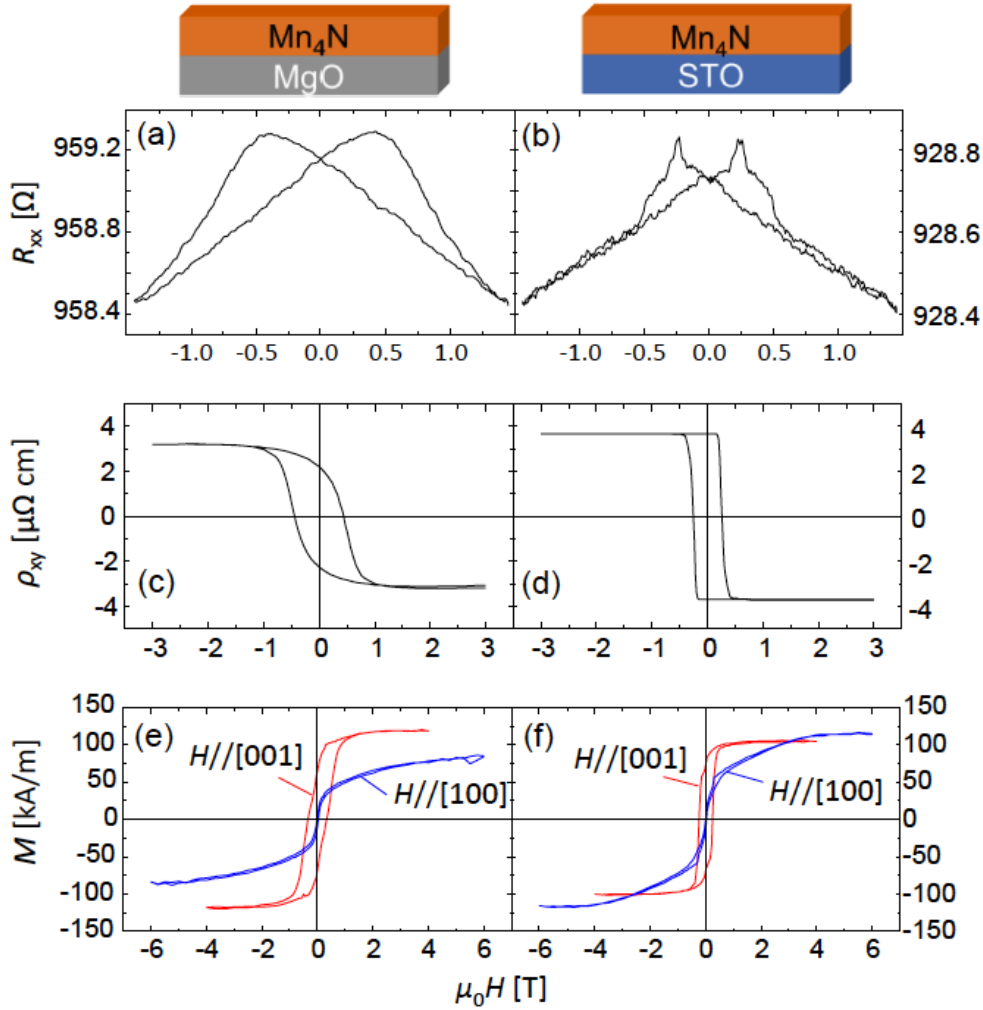 Mn₄N Mn₄N
MgO STO
(a) (b)
959.2 928.8
958.8 928.6
958.4 928.4
Rxx [Ω]
-1.0 -0.5 0.0 0.5 1.0 -1.0 -0.5 0.0 0.5 1.0
4 4
2 2
0 0
-2 -2
-4 -4
ρxy [μΩ cm]
(c) (d)
-3 -2 -1 0 1 2 3 -3 -2 -1 0 1 2 3
150 150
100 100
50 50
0 0
-50 -50
-100 -100
-150 -150
M [kA/m]
(e) (f)
H//[001] H//[001]
H//[100] H//[100]
-6 -4 -2 0 2 4 6 -6 -4 -2 0 2 4 6
μ₀H [T]